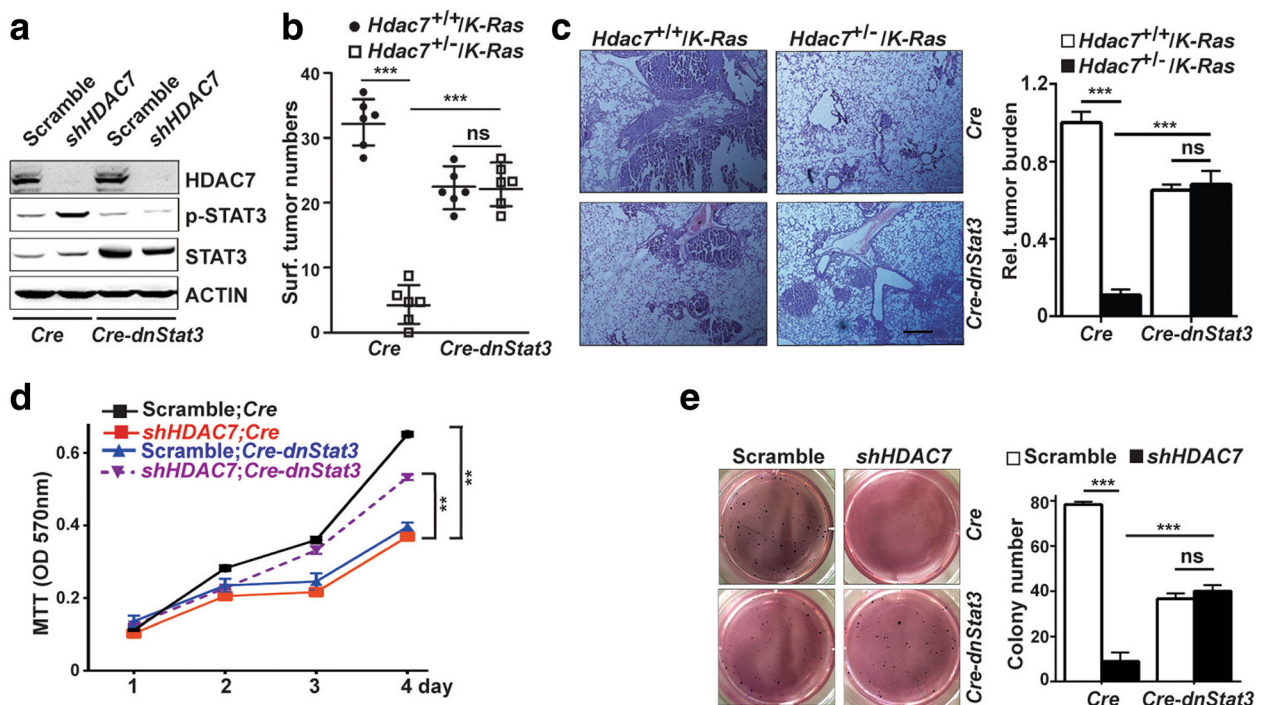 a
Scramble
shHDAC7
Scramble
shHDAC7
HDAC7
p-STAT3
STAT3
ACTIN
Cre Cre-dnStat3
b
Hdac7+/+/K-Ras
Hdac7+/-/K-Ras
Surf. tumor numbers
40
30
20
10
0
***
***
ns
Cre Cre-dnStat3
c
Hdac7+/+/K-Ras Hdac7+/-/K-Ras
Cre
Cre-dnStat3
Hdac7+/+/K-Ras
Hdac7+/-/K-Ras
Rel. tumor burden
1.2
0.8
0.4
0
***
***
ns
Cre Cre-dnStat3
d
Scramble;Cre
shHDAC7;Cre
Scramble;Cre-dnStat3
shHDAC7;Cre-dnStat3
MTT (OD 570nm)
0.6
0.4
0.2
0
**
**
1 2 3 4 day
e
Scramble shHDAC7
Cre
Cre-dnStat3
Scramble shHDAC7
Colony number
80
60
40
20
0
***
***
ns
Cre Cre-dnStat3